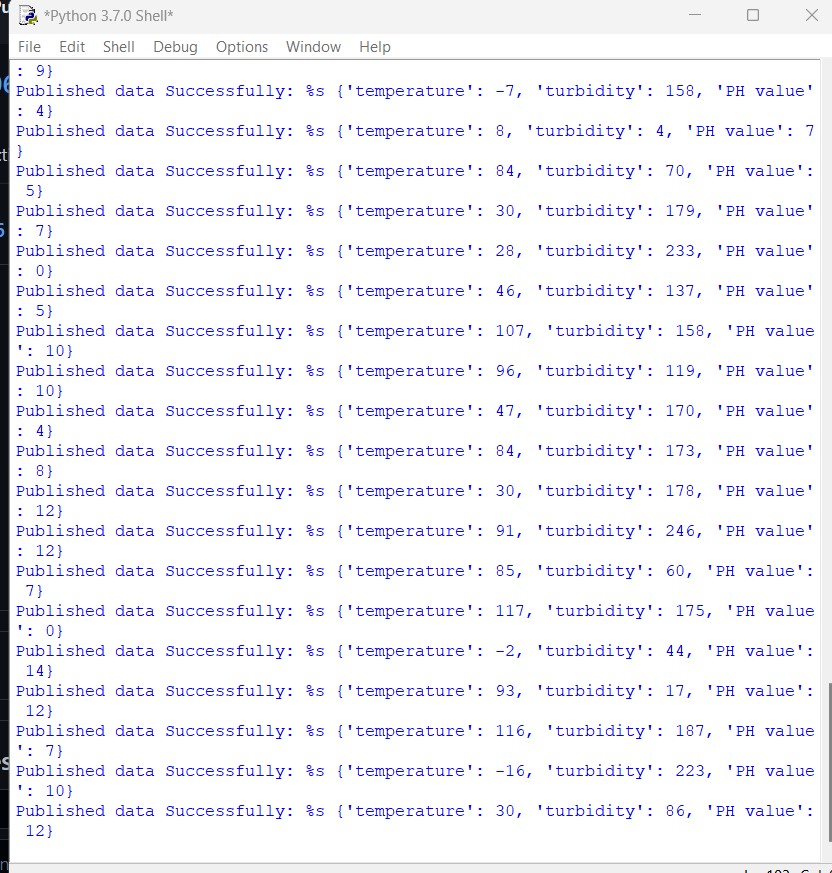 *Python 3.7.0 Shell*
File Edit Shell Debug Options Window Help
: 9}
Published data Successfully: %s {'temperature': -7, 'turbidity': 158, 'PH value'
: 4}
Published data Successfully: %s {'temperature': 8, 'turbidity': 4, 'PH value': 7
}
Published data Successfully: %s {'temperature': 84, 'turbidity': 70, 'PH value':
 5}
Published data Successfully: %s {'temperature': 30, 'turbidity': 179, 'PH value'
: 7}
Published data Successfully: %s {'temperature': 28, 'turbidity': 233, 'PH value'
: 0}
Published data Successfully: %s {'temperature': 46, 'turbidity': 137, 'PH value'
: 5}
Published data Successfully: %s {'temperature': 107, 'turbidity': 158, 'PH value
': 10}
Published data Successfully: %s {'temperature': 96, 'turbidity': 119, 'PH value'
: 10}
Published data Successfully: %s {'temperature': 47, 'turbidity': 170, 'PH value'
: 4}
Published data Successfully: %s {'temperature': 84, 'turbidity': 173, 'PH value'
: 8}
Published data Successfully: %s {'temperature': 30, 'turbidity': 178, 'PH value'
: 12}
Published data Successfully: %s {'temperature': 91, 'turbidity': 246, 'PH value'
: 12}
Published data Successfully: %s {'temperature': 85, 'turbidity': 60, 'PH value':
 7}
Published data Successfully: %s {'temperature': 117, 'turbidity': 175, 'PH value
': 0}
Published data Successfully: %s {'temperature': -2, 'turbidity': 44, 'PH value':
 14}
Published data Successfully: %s {'temperature': 93, 'turbidity': 17, 'PH value':
 12}
Published data Successfully: %s {'temperature': 116, 'turbidity': 187, 'PH value
': 7}
Published data Successfully: %s {'temperature': -16, 'turbidity': 223, 'PH value
': 10}
Published data Successfully: %s {'temperature': 30, 'turbidity': 86, 'PH value':
 12}